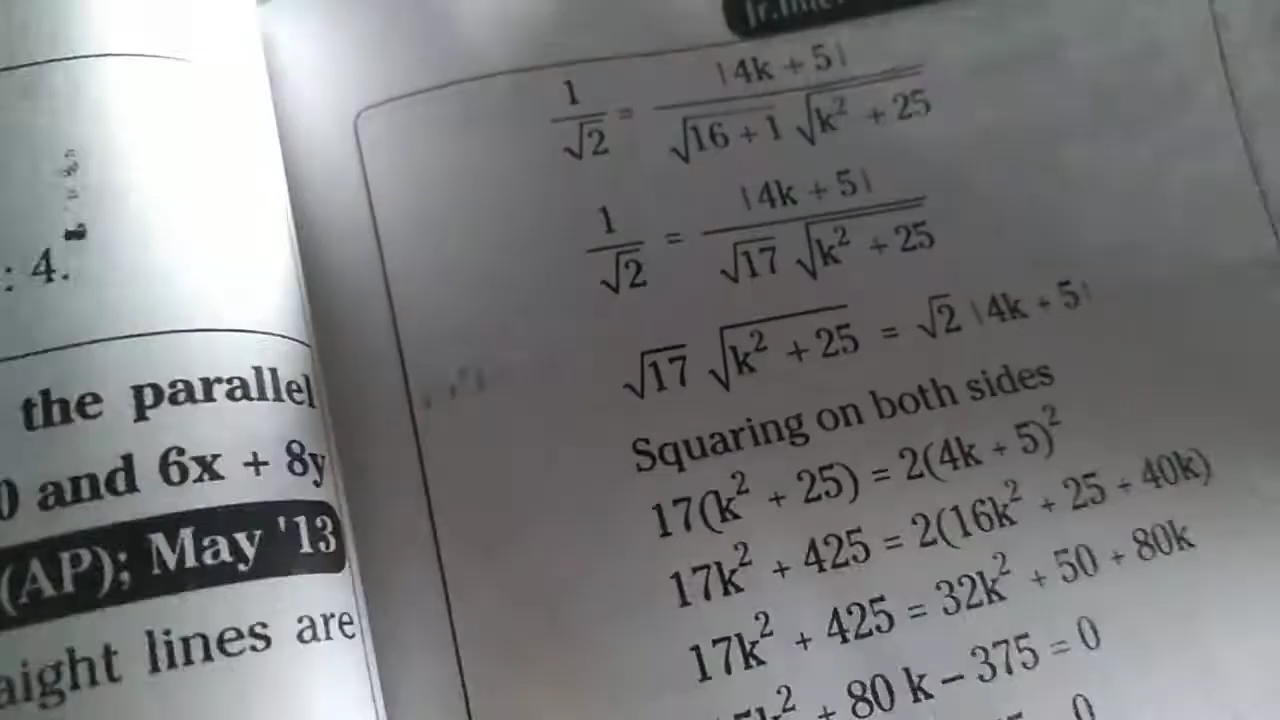 : 4.
the parallel
and 6x + 8y
(AP); May '13
lines are
1/√2 = |4k + 5| / √16 + 1 √k² + 25
1/√2 = |4k + 5| / √17 √k² + 25
√17 √k² + 25 = √2 |4k + 5|
Squaring on both sides
17(k² + 25) = 2(4k + 5)²
17k² + 425 = 2(16k² + 25 + 40k)
17k² + 425 = 32k² + 50 + 80k
k² + 80 k – 375 = 0
0